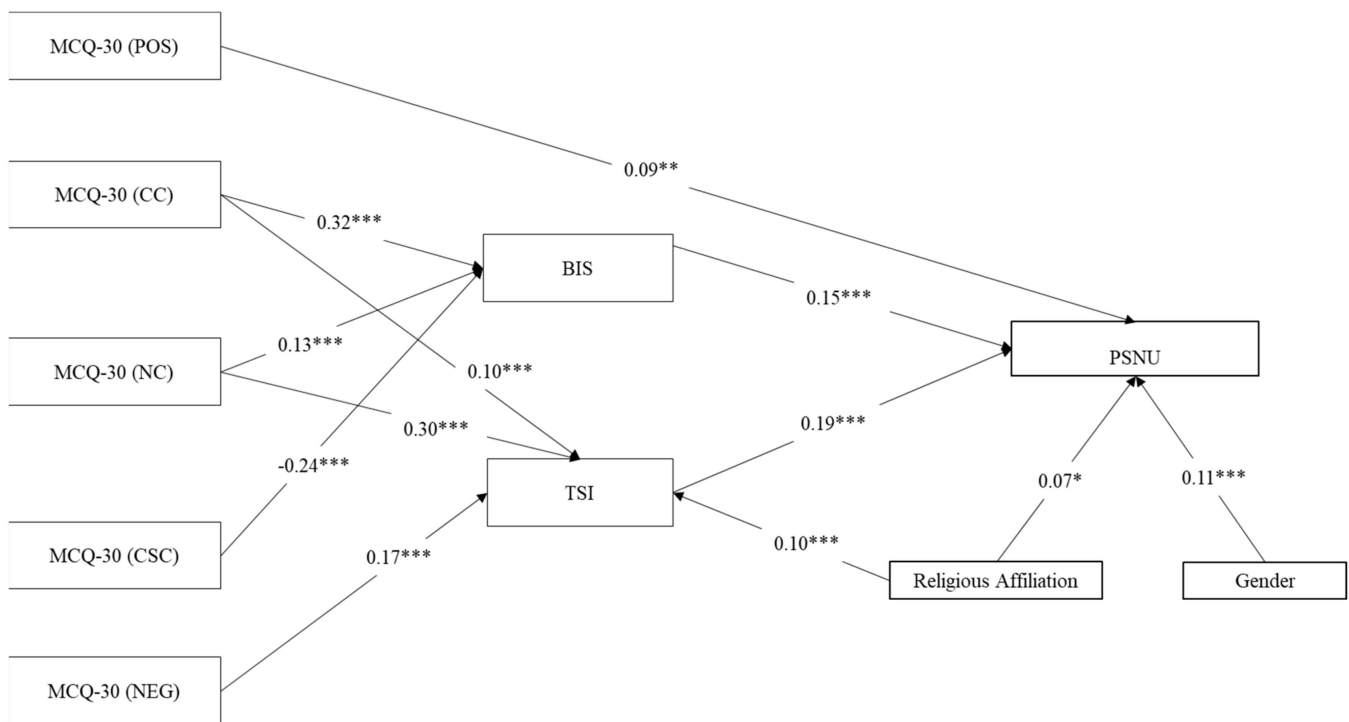 MCQ-30 (POS)
0.09**
MCQ-30 (CC)
0.32***
BIS
0.15***
MCQ-30 (NC)
0.13***
0.10***
PSNU
0.30***
0.19***
-0.24***
TSI
0.07*
0.11***
MCQ-30 (CSC)
0.17***
0.10***
Religious Affiliation
Gender
MCQ-30 (NEG)